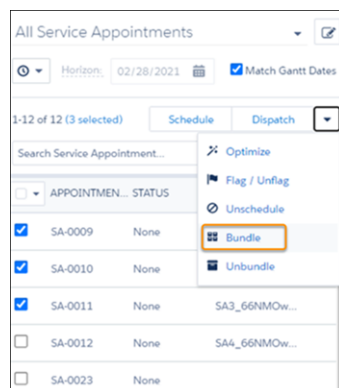 All Service Appointments
Horizon: 02/28/2021 Match Gantt Dates
1-12 of 12 (3 selected) Schedule Dispatch
Search Service Appointment...
Optimize
Flag / Unflag
Unschedule
Bundle
Unbundle
APPOINTMEN... STATUS
SA-0009 None
SA-0010 None
SA-0011 None SA3_66NMOw...
SA-0012 None SA4_66NMOw...
SA-0023 None